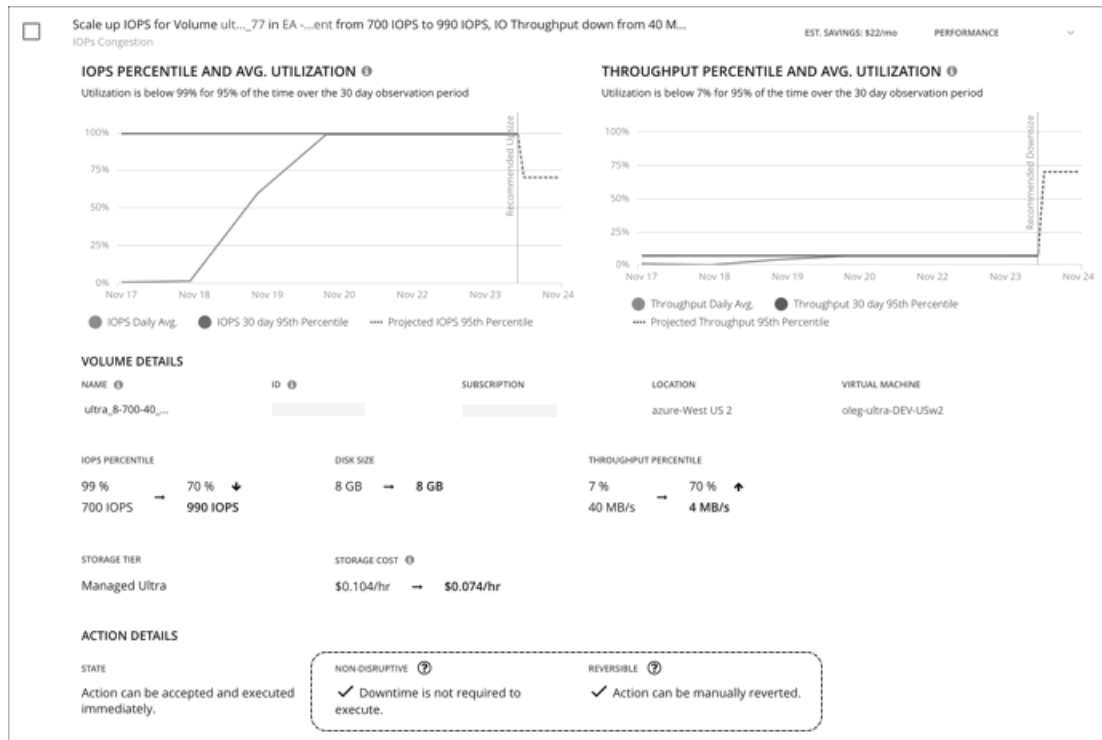 Scale up IOPS for Volume ult..._77 in EA -...ent from 700 IOPS to 990 IOPS, IO Throughput down from 40 M...
IOPs Congestion
EST. SAVINGS: $22/mo
PERFORMANCE
IOPS PERCENTILE AND AVG. UTILIZATION
Utilization is below 99% for 95% of the time over the 30 day observation period
100%
75%
50%
25%
0%
Recommended Upsize
Nov 17 Nov 18 Nov 19 Nov 20 Nov 22 Nov 23 Nov 24
IOPS Daily Avg. IOPS 30 day 95th Percentile Projected IOPS 95th Percentile
THROUGHPUT PERCENTILE AND AVG. UTILIZATION
Utilization is below 7% for 95% of the time over the 30 day observation period
100%
75%
50%
25%
0%
Recommended Downsize
Nov 17 Nov 18 Nov 19 Nov 20 Nov 22 Nov 23 Nov 24
Throughput Daily Avg. Throughput 30 day 95th Percentile
Projected Throughput 95th Percentile
VOLUME DETAILS
NAME ID SUBSCRIPTION LOCATION VIRTUAL MACHINE
ultra_8-700-40_... azure-West US 2 oleg-ultra-DEV-USw2
IOPS PERCENTILE DISK SIZE THROUGHPUT PERCENTILE
99 % → 70 % ↓ 8 GB → 8 GB 7 % → 70 % ↑
700 IOPS 990 IOPS 40 MB/s 4 MB/s
STORAGE TIER STORAGE COST
Managed Ultra $0.104/hr → $0.074/hr
ACTION DETAILS
STATE
Action can be accepted and executed
immediately.
NON-DISRUPTIVE ?
✓ Downtime is not required to
execute.
REVERSIBLE ?
✓ Action can be manually reverted.